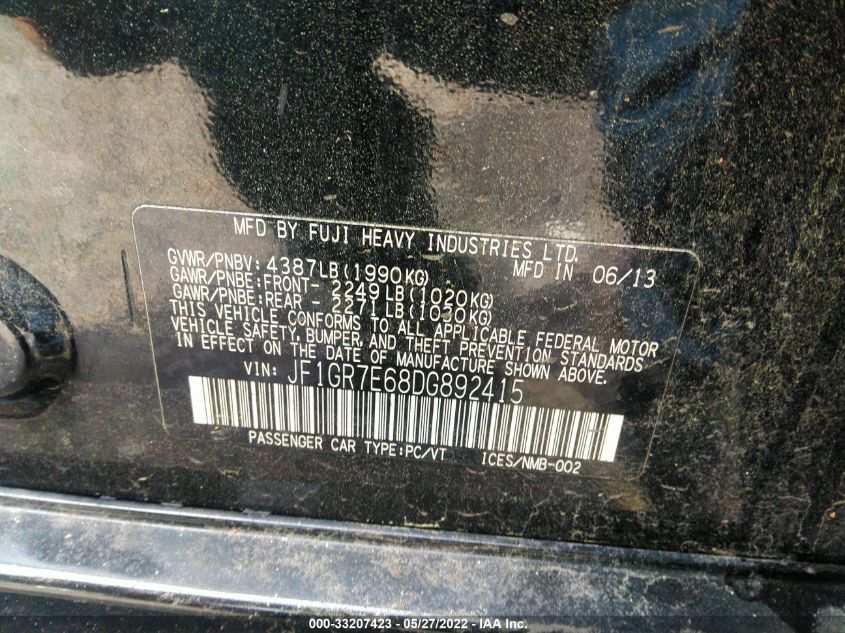 MFD BY FUJI HEAVY INDUSTRIES LTD.
GVWR/PNBV: 4387LB(1990KG) MFD IN 06/13
GAWR/PNBE:FRONT- 2249LB(1020KG)
GAWR/PNBE:REAR - 2271LB(1030KG)
THIS VEHICLE CONFORMS TO ALL APPLICABLE FEDERAL MOTOR
VEHICLE SAFETY, BUMPER, AND THEFT PREVENTION STANDARDS
IN EFFECT ON THE DATE OF MANUFACTURE SHOWN ABOVE.
VIN: JF1GR7E68DG892415
PASSENGER CAR TYPE:PC/VT ICES/NMB-002
000-33207423 - 05/27/2022 - IAA Inc.